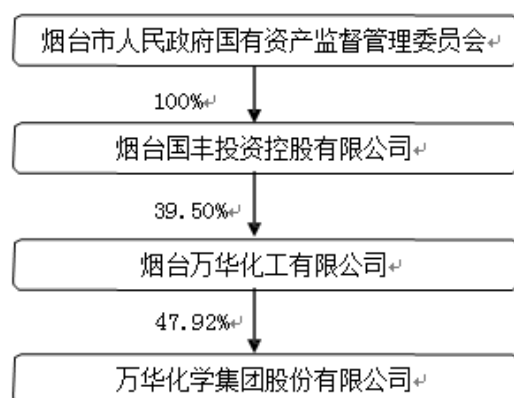 烟台市人民政府国有资产监督管理委员会
100%
烟台国丰投资控股有限公司
39.50%
烟台万华化工有限公司
47.92%
万华化学集团股份有限公司